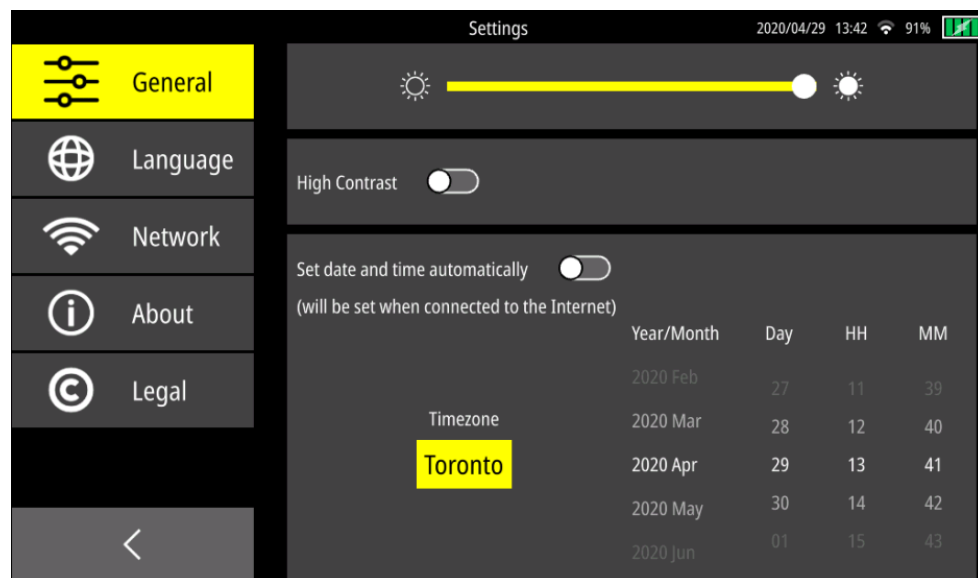 Settings
2020/04/29 13:42 91%
General
Language
Network
About
Legal
High Contrast
Set date and time automatically
(will be set when connected to the Internet)
Timezone
Toronto
Year/Month Day HH MM
2020 Feb 27 11 39
2020 Mar 28 12 40
2020 Apr 29 13 41
2020 May 30 14 42
2020 Jun 01 15 43